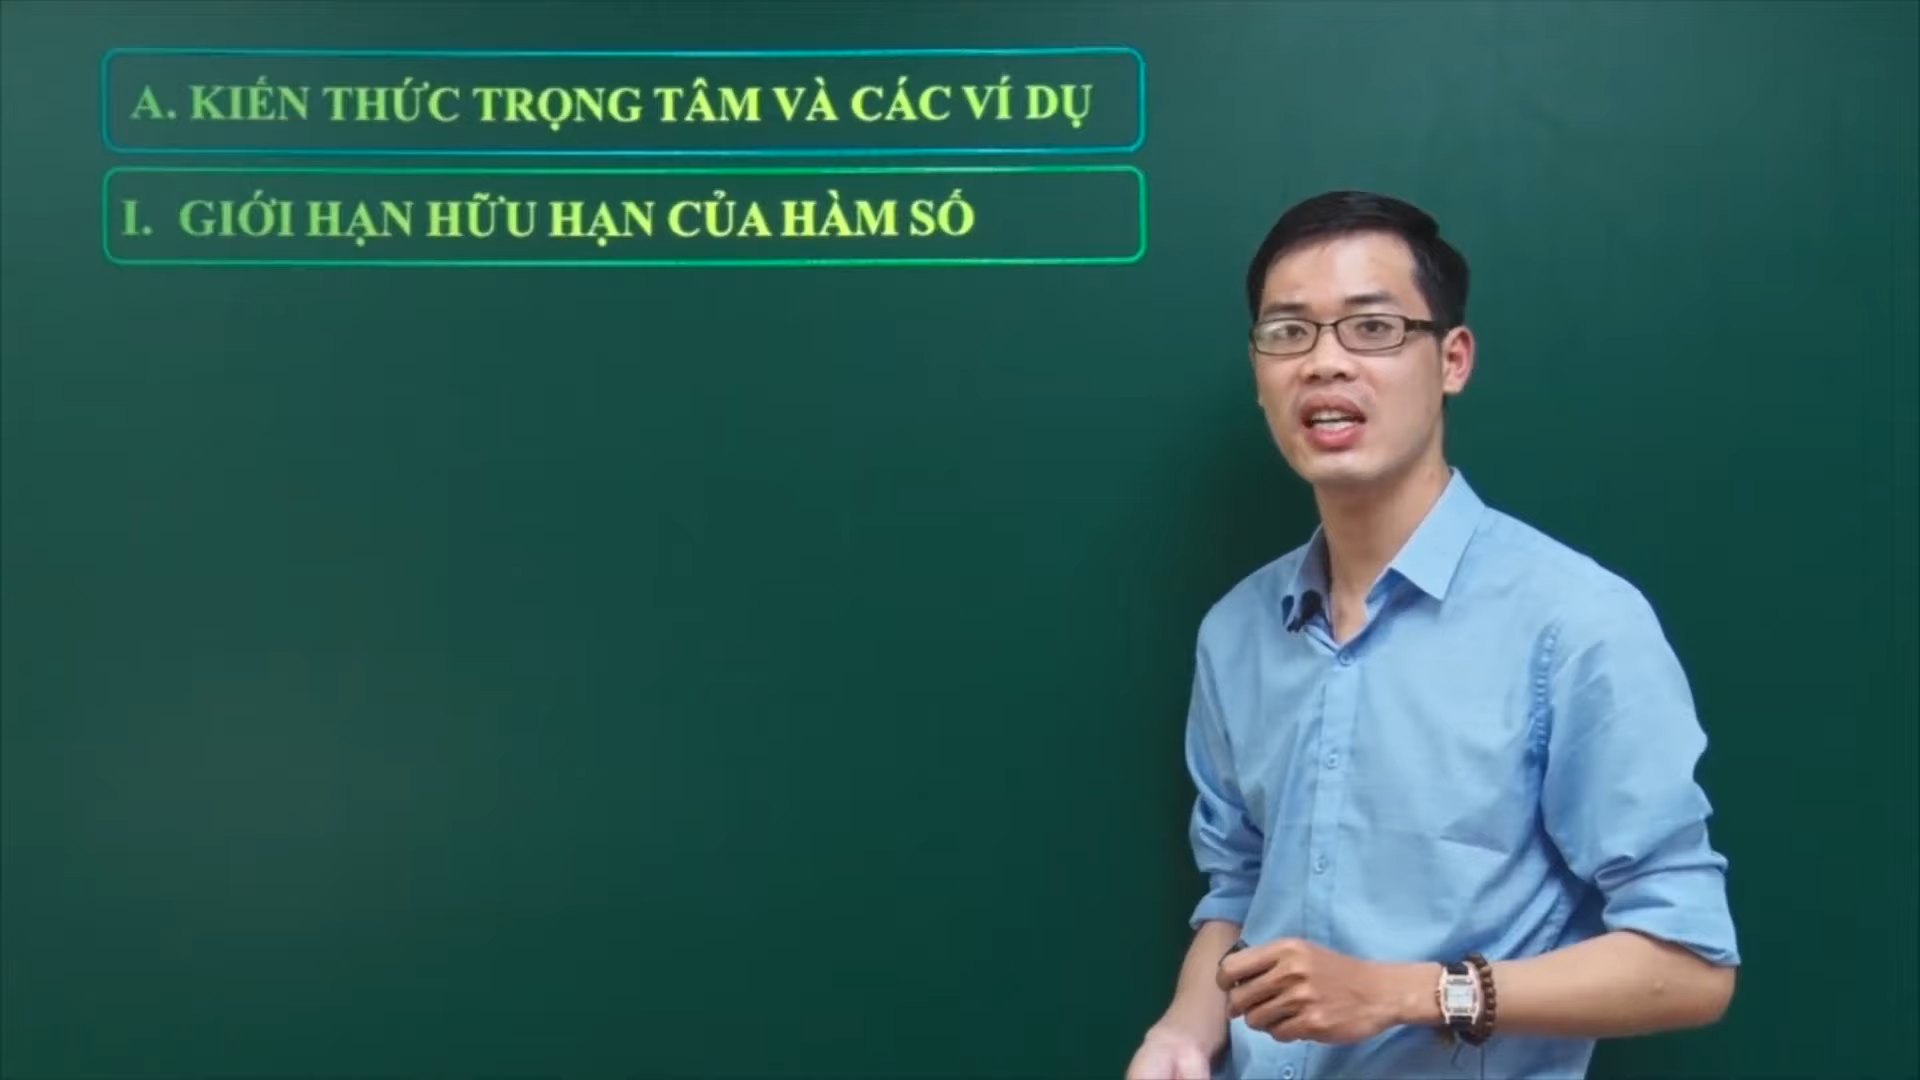 A. KIẾN THỨC TRỌNG TÂM VÀ CÁC VÍ DỤ
I. GIỚI HẠN HỮU HẠN CỦA HÀM SỐ